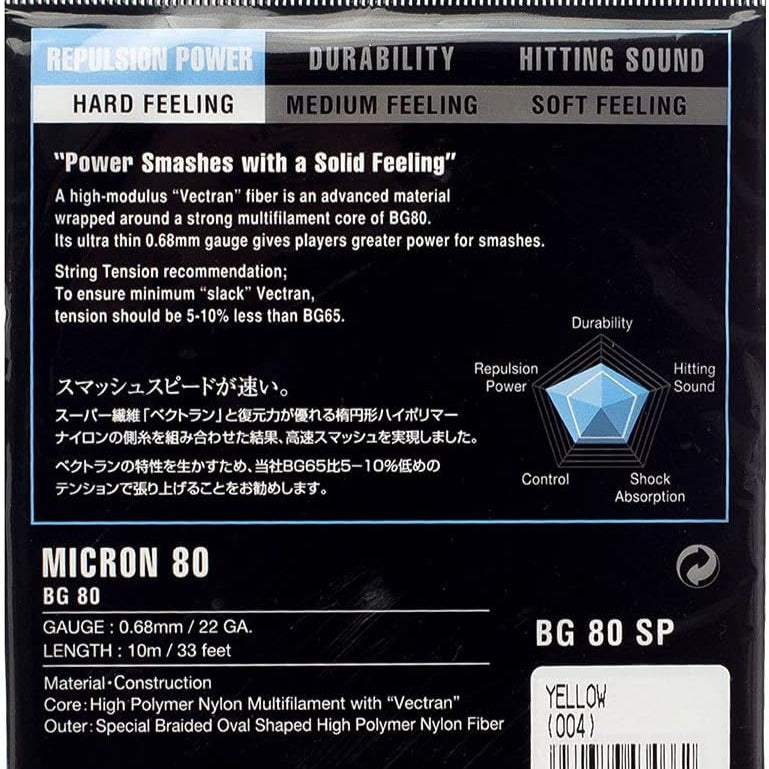 REPULSION POWER DURABILITY HITTING SOUND
HARD FEELING MEDIUM FEELING SOFT FEELING
"Power Smashes with a Solid Feeling"
A high-modulus "Vectran" fiber is an advanced material
wrapped around a strong multifilament core of BG80.
Its ultra thin 0.68mm gauge gives players greater power for smashes.
String Tension recommendation;
To ensure minimum "slack" Vectran,
tension should be 5-10% less than BG65.
スマッシュスピードが速い。
スーパー繊維「ベクトラン」と復元力が優れる楕円形ハイポリマー
ナイロンの側糸を組み合わせた結果、高速スマッシュを実現しました。
ベクトランの特性を生かすため、当社BG65比5−10%低めの
テンションで張り上げることをお勧めします。
Durability
Repulsion
Power
Hitting
Sound
Control
Shock
Absorption
MICRON 80
BG 80
GAUGE : 0.68mm / 22 GA.
LENGTH : 10m / 33 feet
Material・Construction
Core:High Polymer Nylon Multifilament with "Vectran"
Outer:Special Braided Oval Shaped High Polymer Nylon Fiber
BG 80 SP
YELLOW
(004)